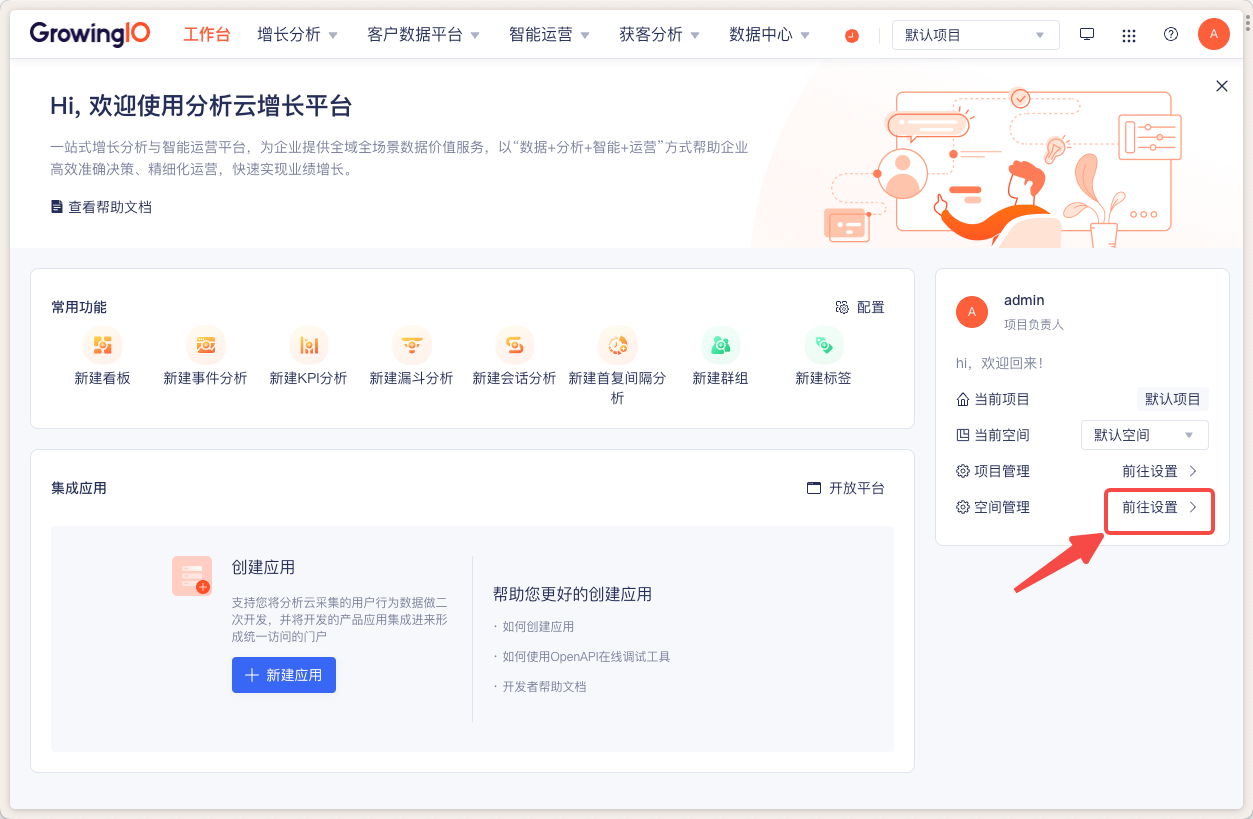 GrowingIO 工作台 增长分析 客户数据平台 智能运营 获客分析 数据中心 默认项目 A
Hi, 欢迎使用分析云增长平台
一站式增长分析与智能运营平台，为企业提供全域全场景数据价值服务，以“数据+分析+智能+运营”方式帮助企业
高效准确决策、精细化运营，快速实现业绩增长。
查看帮助文档
常用功能
配置
新建看板 新建事件分析 新建KPI分析 新建漏斗分析 新建会话分析 新建首复间隔分 新建群组 新建标签
析
A
admin
项目负责人
hi，欢迎回来！
当前项目 默认项目
当前空间 默认空间
项目管理 前往设置
空间管理 前往设置
集成应用
开放平台
创建应用
支持您将分析云采集的用户行为数据做二
次开发，并将开发的产品应用集成进来形
成统一访问的门户
新建应用
帮助您更好的创建应用
· 如何创建应用
· 如何使用OpenAPI在线调试工具
· 开发者帮助文档